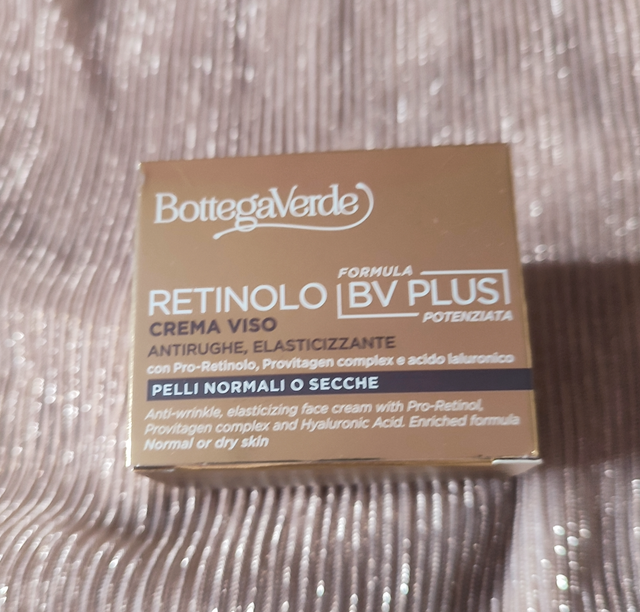 BottegaVerde
FORMULA
RETINOLO BV PLUS
POTENZIATA
CREMA VISO
ANTIRUGHE, ELASTICIZZANTE
con Pro-Retinolo, Provitagen complex e acido Ialuronico
PELLI NORMALI O SECCHE
Anti-wrinkle, elasticizing face cream with Pro-Retinol,
Provitagen complex and Hyaluronic Acid. Enriched formula
Normal or dry skin